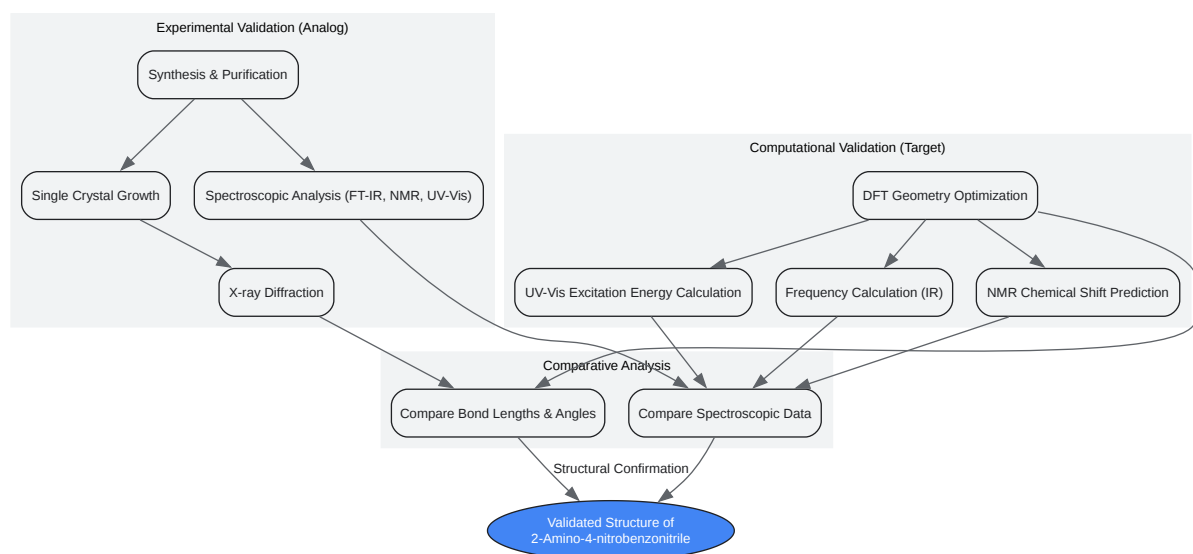 Experimental Validation (Analog)
Synthesis & Purification
Single Crystal Growth
Spectroscopic Analysis (FT-IR, NMR, UV-Vis)
X-ray Diffraction
Computational Validation (Target)
DFT Geometry Optimization
UV-Vis Excitation Energy Calculation
Frequency Calculation (IR)
NMR Chemical Shift Prediction
Comparative Analysis
Compare Bond Lengths & Angles
Compare Spectroscopic Data
Structural Confirmation
Validated Structure of
2-Amino-4-nitrobenzonitrile